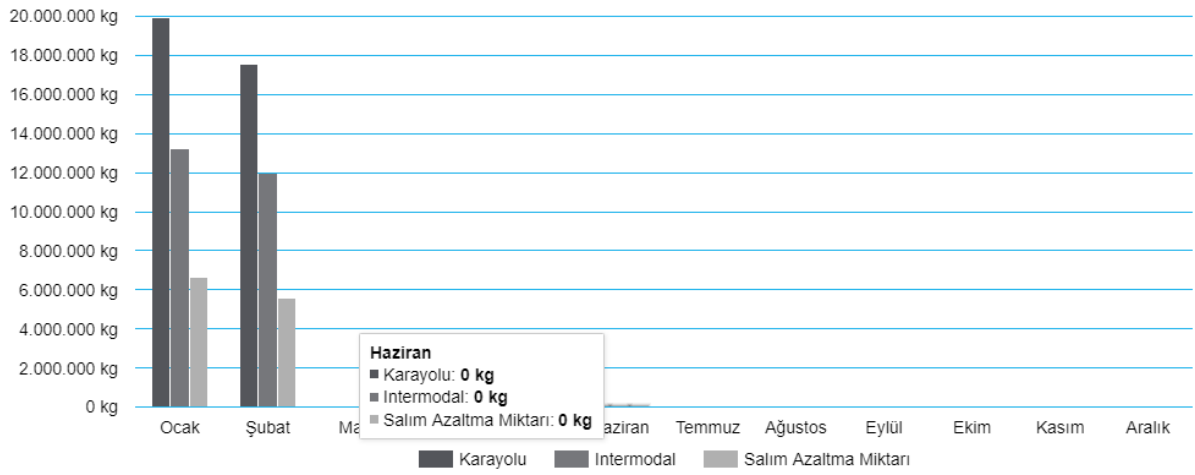 20.000.000 kg
18.000.000 kg
16.000.000 kg
14.000.000 kg
12.000.000 kg
10.000.000 kg
8.000.000 kg
6.000.000 kg
4.000.000 kg
2.000.000 kg
0 kg
Haziran
Karayolu: 0 kg
Intermodal: 0 kg
Salım Azaltma Miktarı: 0 kg
Ocak Şubat Ma aziran Temmuz Ağustos Eylül Ekim Kasım Aralık
Karayolu Intermodal Salım Azaltma Miktarı